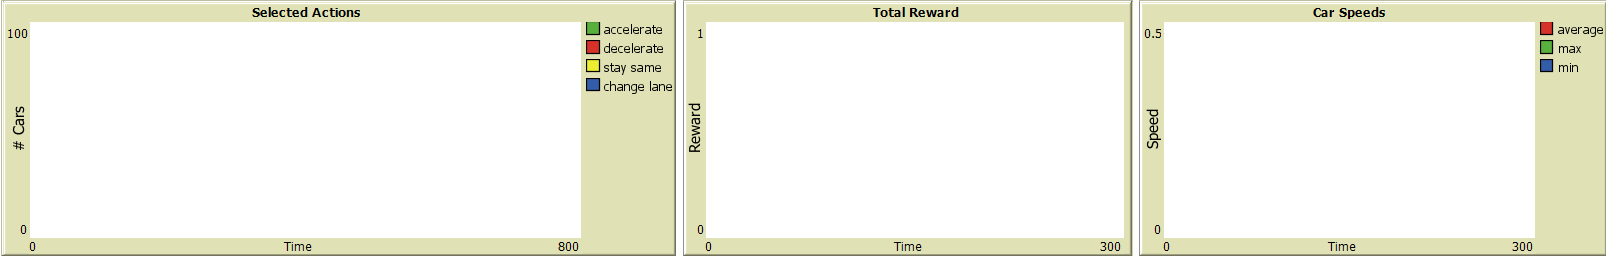 Selected Actions
100
# Cars
0
0 Time 800
accelerate
decelerate
stay same
change lane
Total Reward
1
Reward
0
0 Time 300
Car Speeds
0.5
Speed
0
0 Time 300
average
max
min